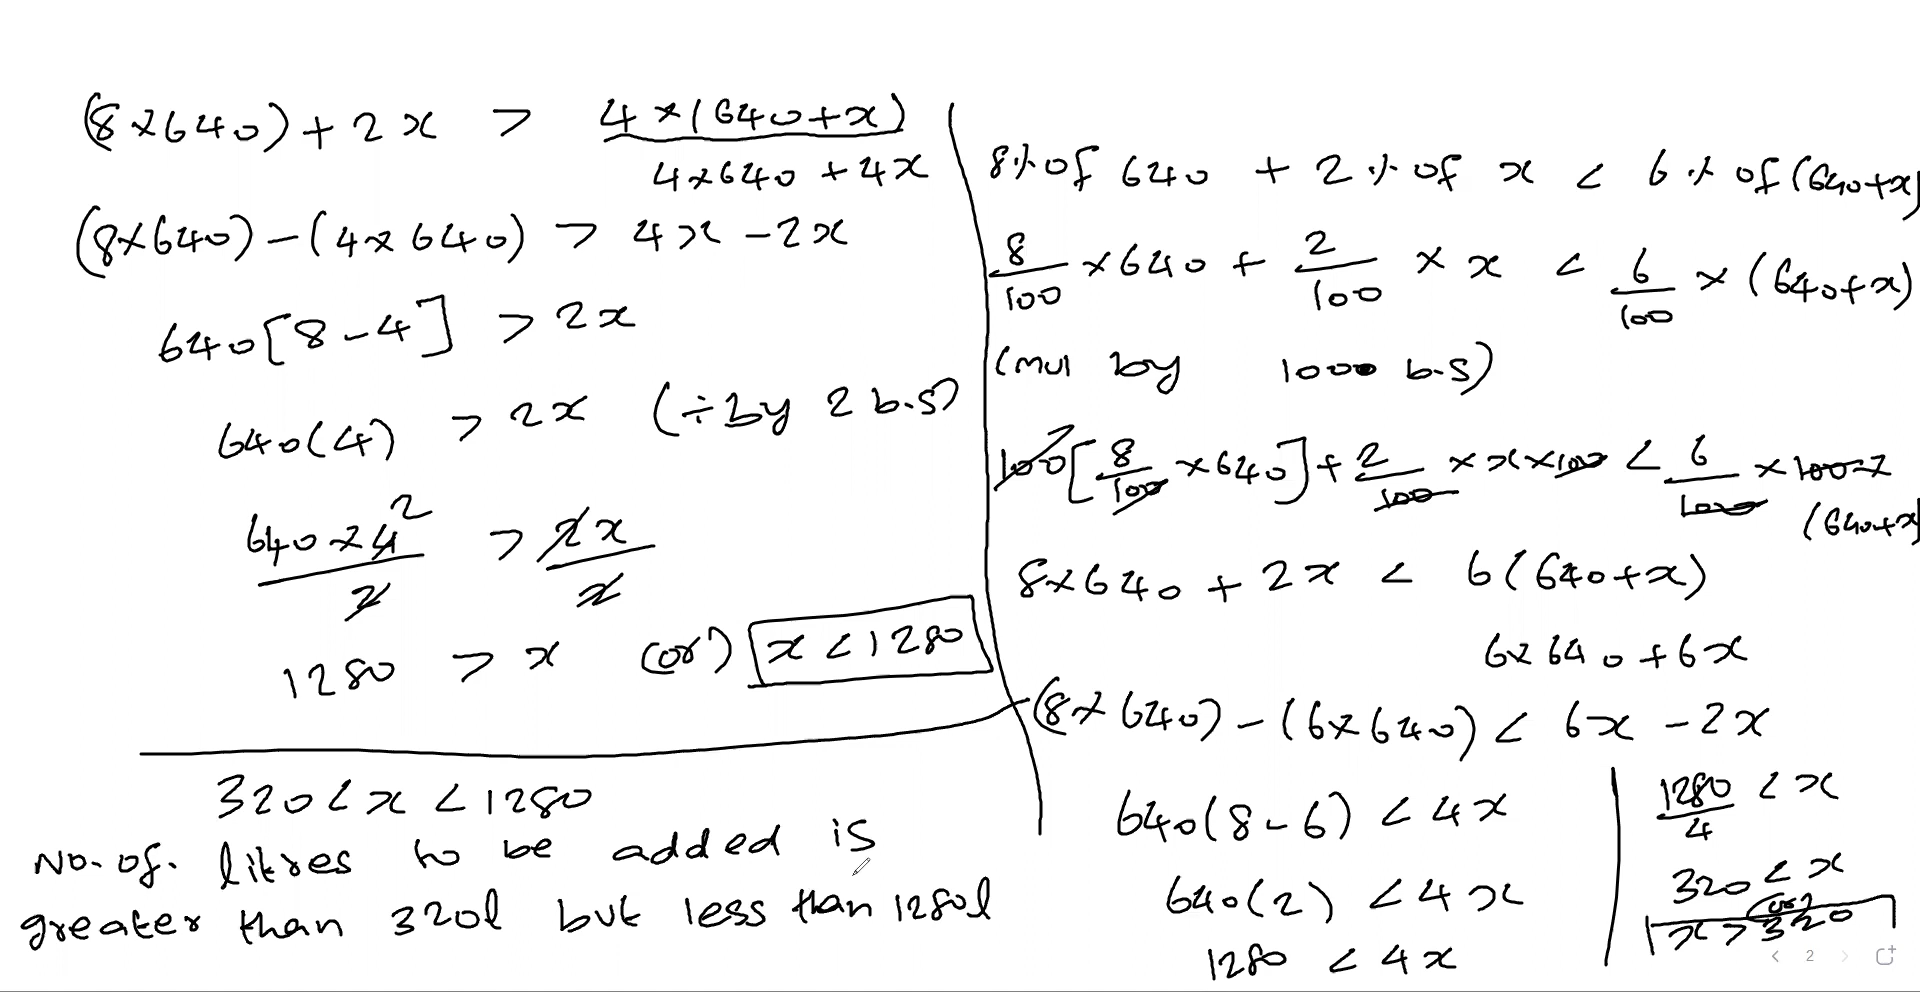 (8×640) + 2x > 4×(640+x)
4×640 + 4x
(8×640) - (4×640) > 4x - 2x
640[8-4] > 2x
640(4) > 2x (÷ by 2 b.s)
640×4² / 2 > 2x / 2
1280 > x (or) x < 1280
320 < x < 1280
No. of. litres to be added is
greater than 320l but less than 1280l
8% of 640 + 2% of x < 6% of (640+x)
8/100 × 640 + 2/100 × x < 6/100 × (640+x)
(mul by 1000 b.s)
100[8/100 × 640] + 2/100 × x × 100 < 6/100 × 100 ×
(640+x)
8×640 + 2x < 6(640+x)
6×640 + 6x
(8×640) - (6×640) < 6x - 2x
640(8-6) < 4x
640(2) < 4x
1280 < 4x
1280/4 < x
320 < x
(or)
x > 320
2